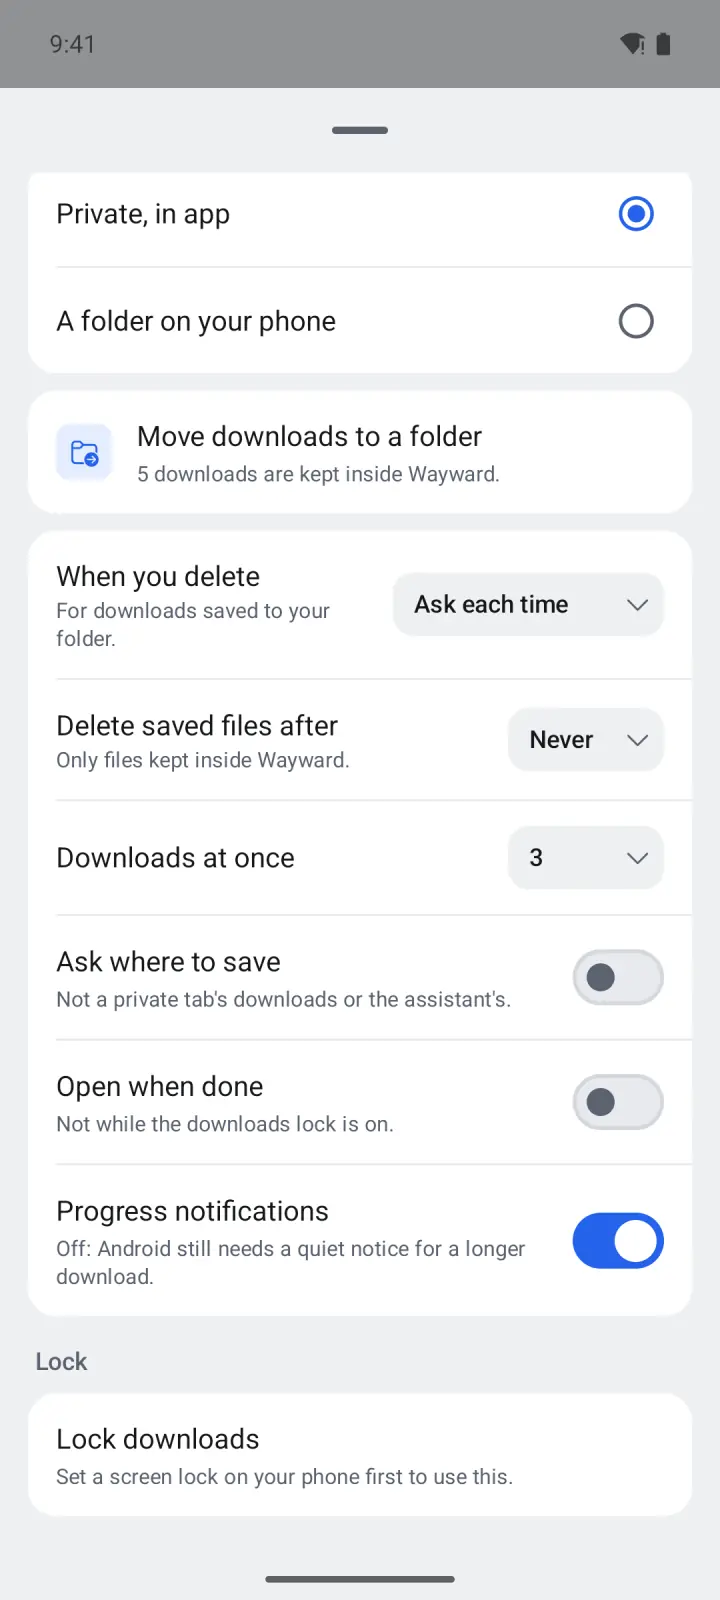 9:41
Private, in app
A folder on your phone
Move downloads to a folder
5 downloads are kept inside Wayward.
When you delete
For downloads saved to your
folder.
Ask each time
Delete saved files after
Only files kept inside Wayward.
Never
Downloads at once
3
Ask where to save
Not a private tab's downloads or the assistant's.
Open when done
Not while the downloads lock is on.
Progress notifications
Off: Android still needs a quiet notice for a longer
download.
Lock
Lock downloads
Set a screen lock on your phone first to use this.